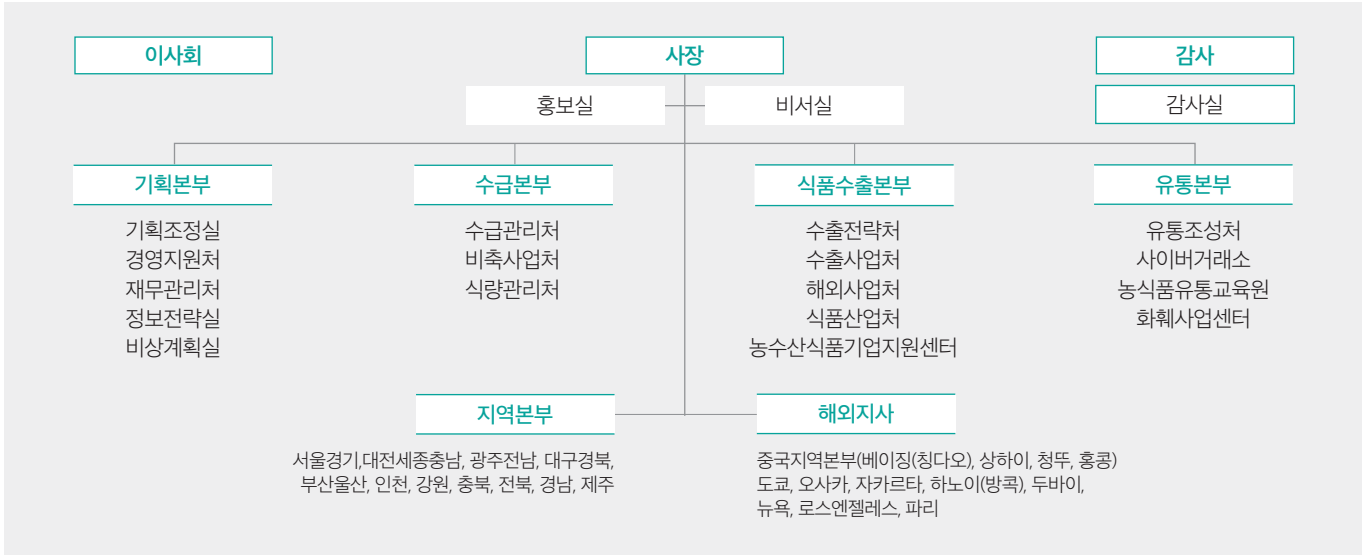 이사회
사장
감사
홍보실
비서실
감사실
기획본부
기획조정실
경영지원처
재무관리처
정보전략실
비상계획실
수급본부
수급관리처
비축사업처
식량관리처
식품수출본부
수출전략처
수출사업처
해외사업처
식품산업처
농수산식품기업지원센터
유통본부
유통조성처
사이버거래소
농식품유통교육원
화훼사업센터
지역본부
서울경기,대전세종충남, 광주전남, 대구경북,
부산울산, 인천, 강원, 충북, 전북, 경남, 제주
해외지사
중국지역본부(베이징(칭다오), 상하이, 청뚜, 홍콩)
도쿄, 오사카, 자카르타, 하노이(방콕), 두바이,
뉴욕, 로스엔젤레스, 파리